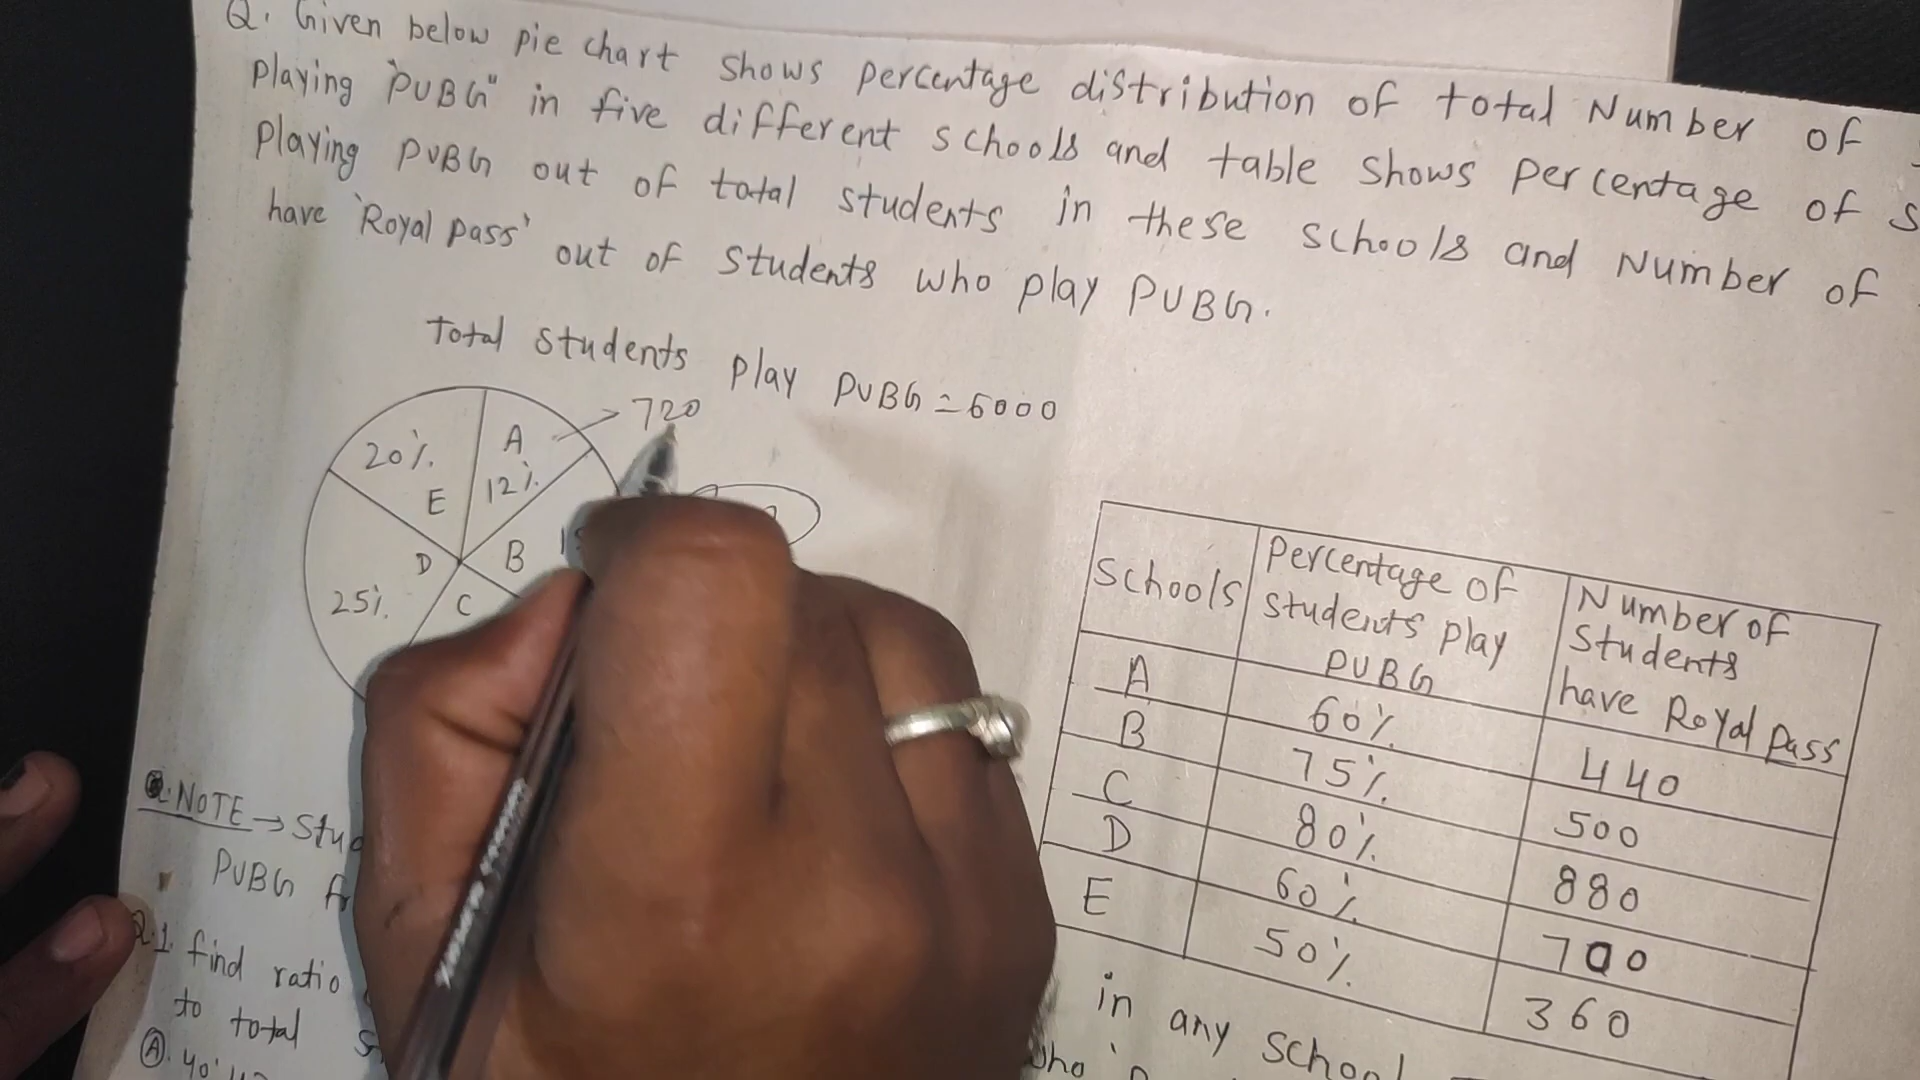 Q. Given below pie chart shows percentage distribution of total Number of
playing "PUBG" in five different schools and table shows percentage of
playing PUBG out of total students in these schools and Number of
have 'Royal pass' out of students who play PUBG.
Total students play PUBG = 6000
720
20%. E
A 12%.
B
D 25%.
C
Schools
Percentage of students play PUBG
Number of Students have Royal pass
A 60%. 440
B 75%. 500
C 80%. 880
D 60%. 700
E 50%. 360
NOTE → Stud
PUBG
in any school
Q.1. find ratio
to total
who
(A). 40: